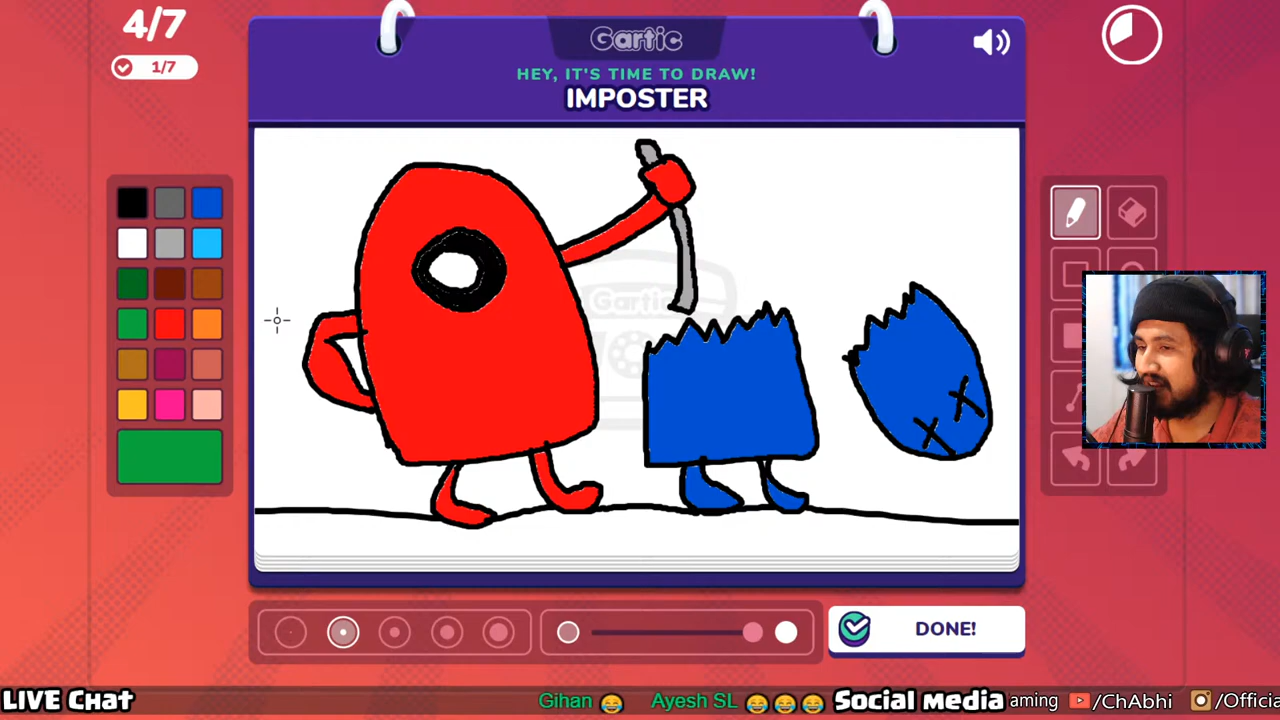 4/7
1/7
Gartic
HEY, IT'S TIME TO DRAW!
IMPOSTER
Gartic
DONE!
LIVE Chat
Gihan 😂 Ayesh SL 😂😂😂
Social Media
aming /ChAbhi /Officia